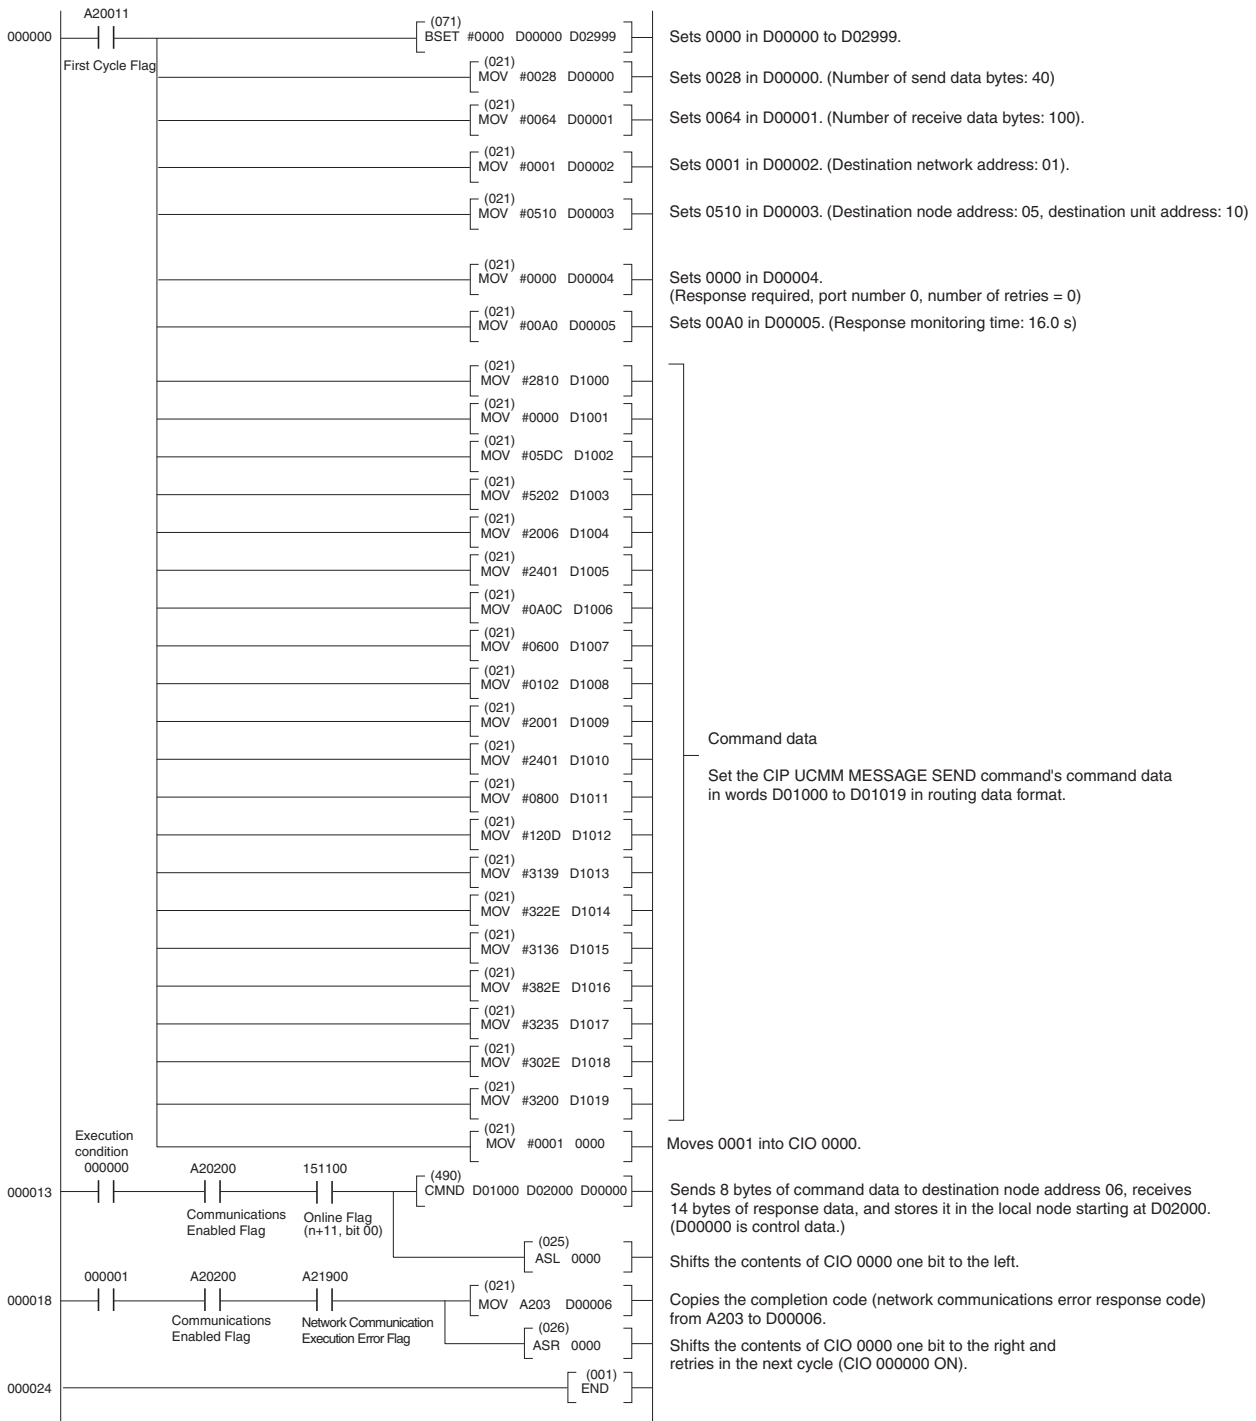 A20011
000000
First Cycle Flag
(071)
BSET #0000 D00000 D02999
Sets 0000 in D00000 to D02999.
(021)
MOV #0028 D00000
Sets 0028 in D00000. (Number of send data bytes: 40)
(021)
MOV #0064 D00001
Sets 0064 in D00001. (Number of receive data bytes: 100).
(021)
MOV #0001 D00002
Sets 0001 in D00002. (Destination network address: 01).
(021)
MOV #0510 D00003
Sets 0510 in D00003. (Destination node address: 05, destination unit address: 10)
(021)
MOV #0000 D00004
Sets 0000 in D00004.
(Response required, port number 0, number of retries = 0)
(021)
MOV #00A0 D00005
Sets 00A0 in D00005. (Response monitoring time: 16.0 s)
(021)
MOV #2810 D1000
(021)
MOV #0000 D1001
(021)
MOV #05DC D1002
(021)
MOV #5202 D1003
(021)
MOV #2006 D1004
(021)
MOV #2401 D1005
(021)
MOV #0A0C D1006
(021)
MOV #0600 D1007
(021)
MOV #0102 D1008
(021)
MOV #2001 D1009
(021)
MOV #2401 D1010
(021)
MOV #0800 D1011
(021)
MOV #120D D1012
(021)
MOV #3139 D1013
(021)
MOV #322E D1014
(021)
MOV #3136 D1015
(021)
MOV #382E D1016
(021)
MOV #3235 D1017
(021)
MOV #302E D1018
(021)
MOV #3200 D1019
Command data
Set the CIP UCMM MESSAGE SEND command's command data
in words D01000 to D01019 in routing data format.
(021)
MOV #0001 0000
Moves 0001 into CIO 0000.
Execution
condition
000000
A20200
151100
000013
Communications
Enabled Flag
Online Flag
(n+11, bit 00)
(490)
CMND D01000 D02000 D00000
Sends 8 bytes of command data to destination node address 06, receives
14 bytes of response data, and stores it in the local node starting at D02000.
(D00000 is control data.)
(025)
ASL 0000
Shifts the contents of CIO 0000 one bit to the left.
000001
A20200
A21900
000018
Communications
Enabled Flag
Network Communication
Execution Error Flag
(021)
MOV A203 D00006
Copies the completion code (network communications error response code)
from A203 to D00006.
(026)
ASR 0000
Shifts the contents of CIO 0000 one bit to the right and
retries in the next cycle (CIO 000000 ON).
000024
(001)
END